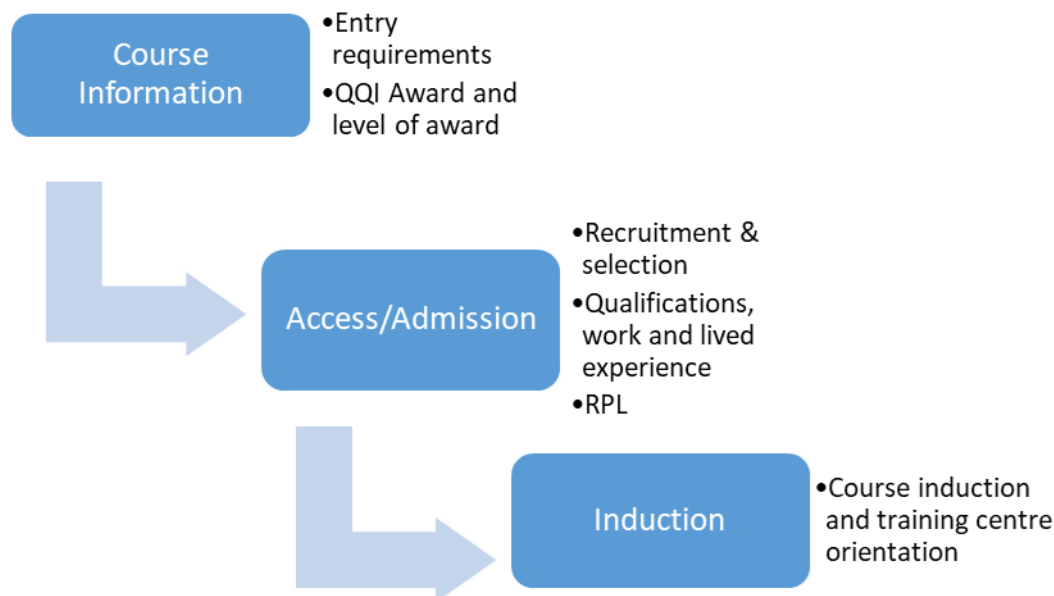 Course
Information
•Entry
requirements
•QQI Award and
level of award
Access/Admission
•Recruitment &
selection
•Qualifications,
work and lived
experience
•RPL
Induction
•Course induction
and training centre
orientation